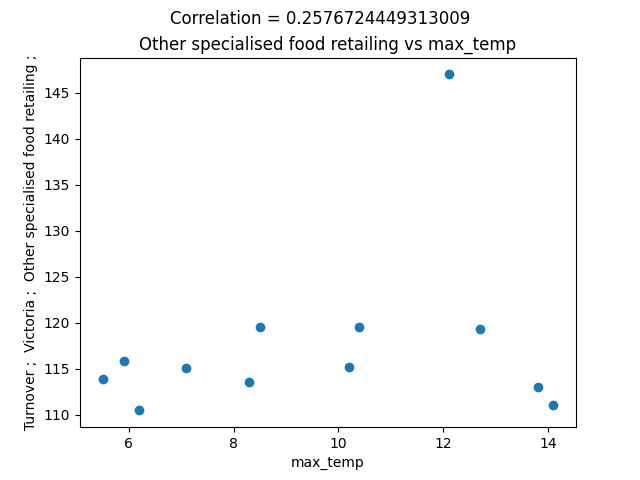 Correlation = 0.2576724449313009
Other specialised food retailing vs max_temp
Turnover ;  Victoria ;  Other specialised food retailing ;
145
140
135
130
125
120
115
110
6 8 10 12 14
max_temp